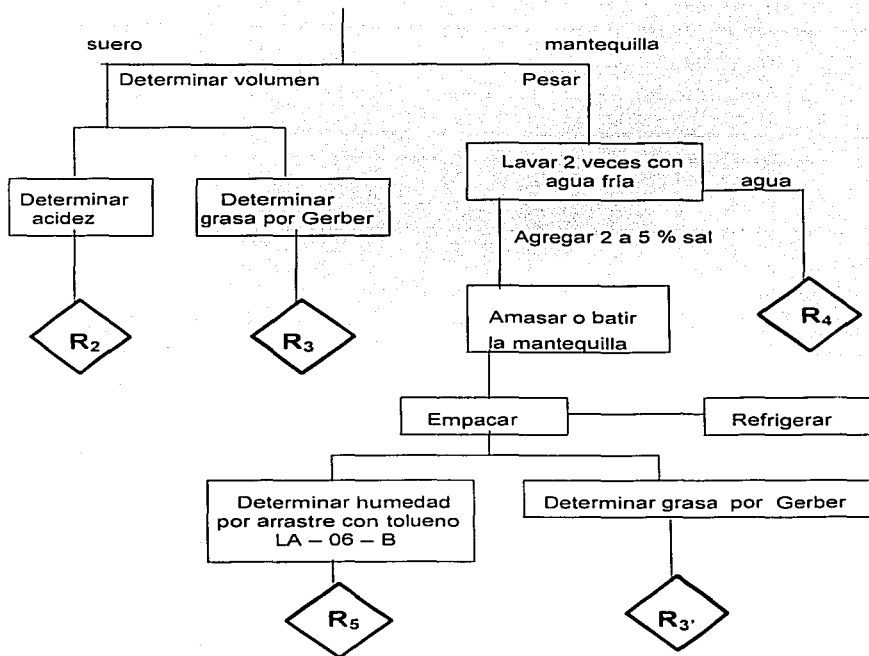 suero
mantequilla
Determinar volumen
Pesar
Lavar 2 veces con
agua fría
agua
Determinar
acidez
Determinar
grasa por Gerber
Agregar 2 a 5 % sal
R₂
R₃
Amasar o batir
la mantequilla
R₄
Empacar
Refrigerar
Determinar humedad
por arrastre con tolueno
LA – 06 – B
Determinar grasa por Gerber
R₅
R₃'